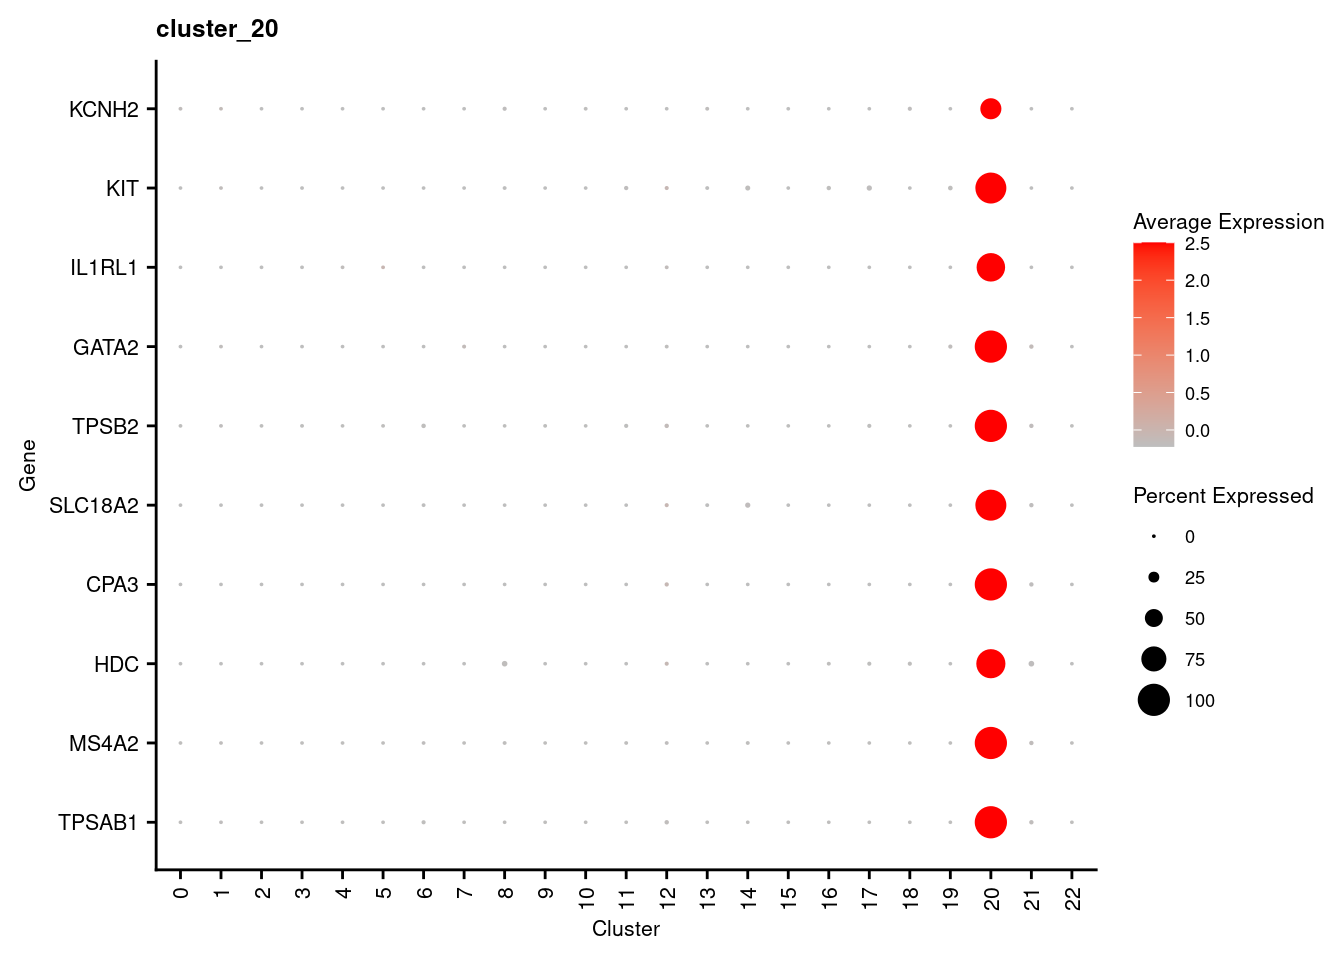 cluster_20
KCNH2
KIT
IL1RL1
GATA2
TPSB2
SLC18A2
CPA3
HDC
MS4A2
TPSAB1
Gene
0 1 2 3 4 5 6 7 8 9 10 11 12 13 14 15 16 17 18 19 20 21 22
Cluster
Average Expression
2.5
2.0
1.5
1.0
0.5
0.0
Percent Expressed
0
25
50
75
100